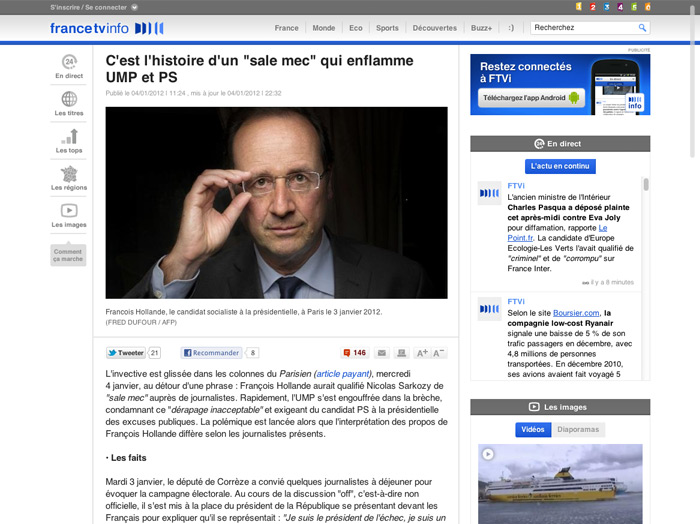 S'inscrire / Se connecter
1 2 3 4 5 ô
francetvinfo
France
Monde
Eco
Sports
Découvertes
Buzz+
:)
Recherchez
24
En direct
Les titres
Les tops
Les régions
Les images
Comment
ça marche
C'est l'histoire d'un "sale mec" qui enflamme
UMP et PS
Publié le 04/01/2012 | 11:24 , mis à jour le 04/01/2012 | 22:32
Francois Hollande, le candidat socialiste à la présidentielle, à Paris le 3 janvier 2012.
(FRED DUFOUR / AFP)
Tweeter 21
Recommander 8
146
A+ A-
L'invective est glissée dans les colonnes du Parisien (article payant), mercredi
4 janvier, au détour d'une phrase : François Hollande aurait qualifié Nicolas Sarkozy de
"sale mec" auprès de journalistes. Rapidement, l'UMP s'est engouffrée dans la brèche,
condamnant ce "dérapage inacceptable" et exigeant du candidat PS à la présidentielle
des excuses publiques. La polémique est lancée alors que l'interprétation des propos de
François Hollande diffère selon les journalistes présents.
· Les faits
Mardi 3 janvier, le député de Corrèze a convié quelques journalistes à déjeuner pour
évoquer la campagne électorale. Au cours de la discussion "off", c'est-à-dire non
officielle, il s'est mis à la place du président de la République se présentant devant les
Français pour expliquer qu'il se représentait : "Je suis le président de l'échec, je suis un
PUBLICITÉ
Restez connectés
à FTVi
Téléchargez l'app Android
info
24 En direct
L'actu en continu
FTVi
L'ancien ministre de l'Intérieur
Charles Pasqua a déposé plainte
cet après-midi contre Eva Joly
pour diffamation, rapporte Le
Point.fr. La candidate d'Europe
Ecologie-Les Verts l'avait qualifié de
"criminel" et de "corrompu" sur
France Inter.
il y a 8 minutes
FTVi
Selon le site Boursier.com, la
compagnie low-cost Ryanair
signale une baisse de 5 % de son
trafic passagers en décembre, avec
4,8 millions de personnes
transportées. En décembre 2010,
ses avions avaient fait voyagé 5
Les images
Vidéos
Diaporamas